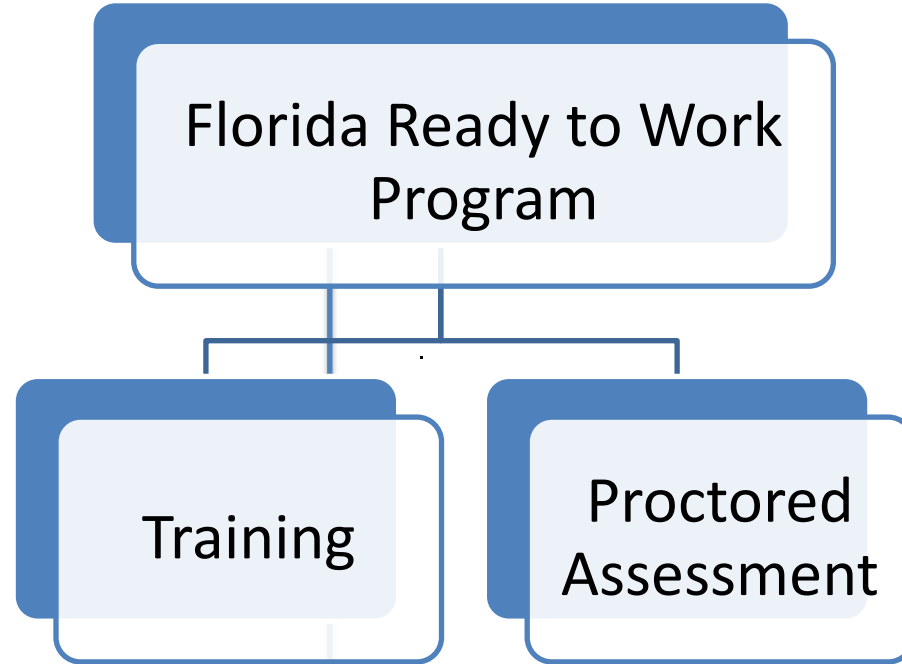 Florida Ready to Work
Program
Training
Proctored
Assessment